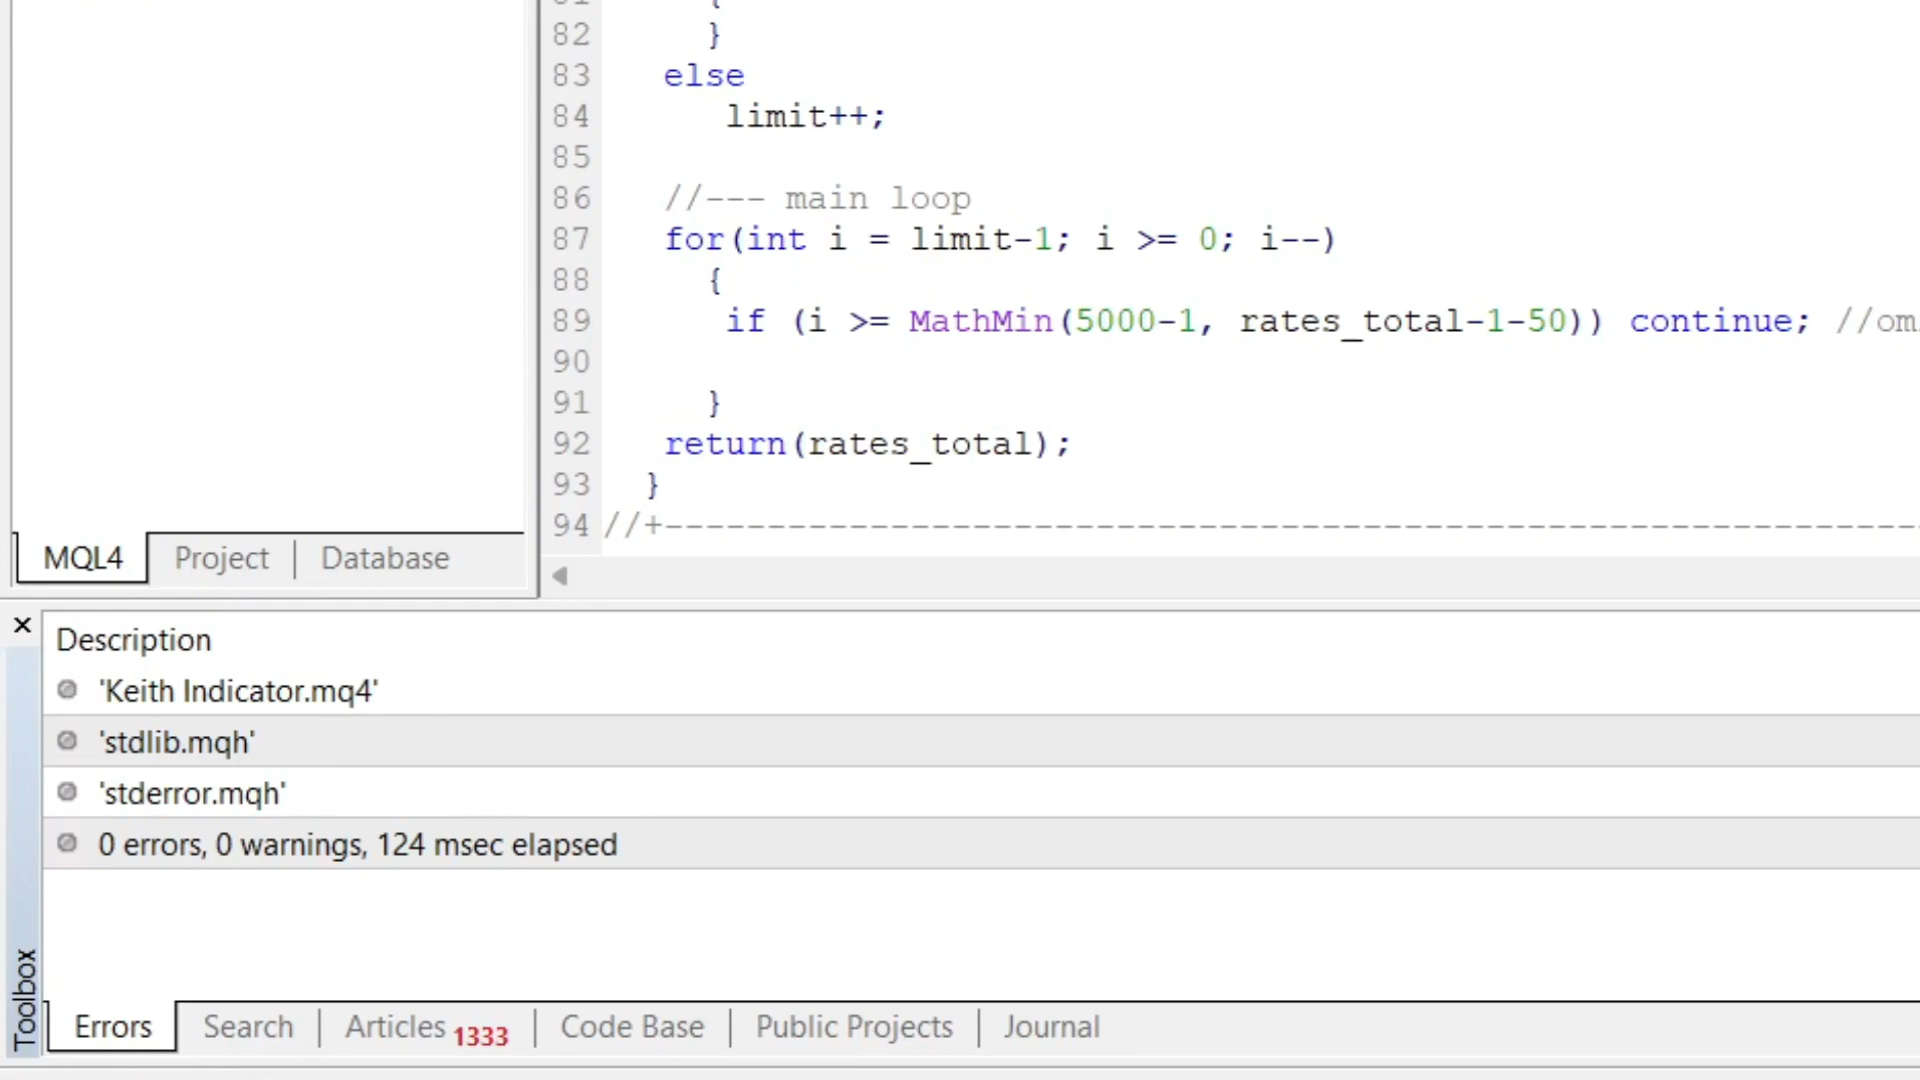 82 }
83 else
84 limit++;
85
86 //--- main loop
87 for(int i = limit-1; i >= 0; i--)
88 {
89 if (i >= MathMin(5000-1, rates_total-1-50)) continue; //om
90
91 }
92 return(rates_total);
93 }
94 //+------------------------------------------------------------------
MQL4 Project Database
Description
'Keith Indicator.mq4'
'stdlib.mqh'
'stderror.mqh'
0 errors, 0 warnings, 124 msec elapsed
Toolbox
Errors Search Articles 1333 Code Base Public Projects Journal